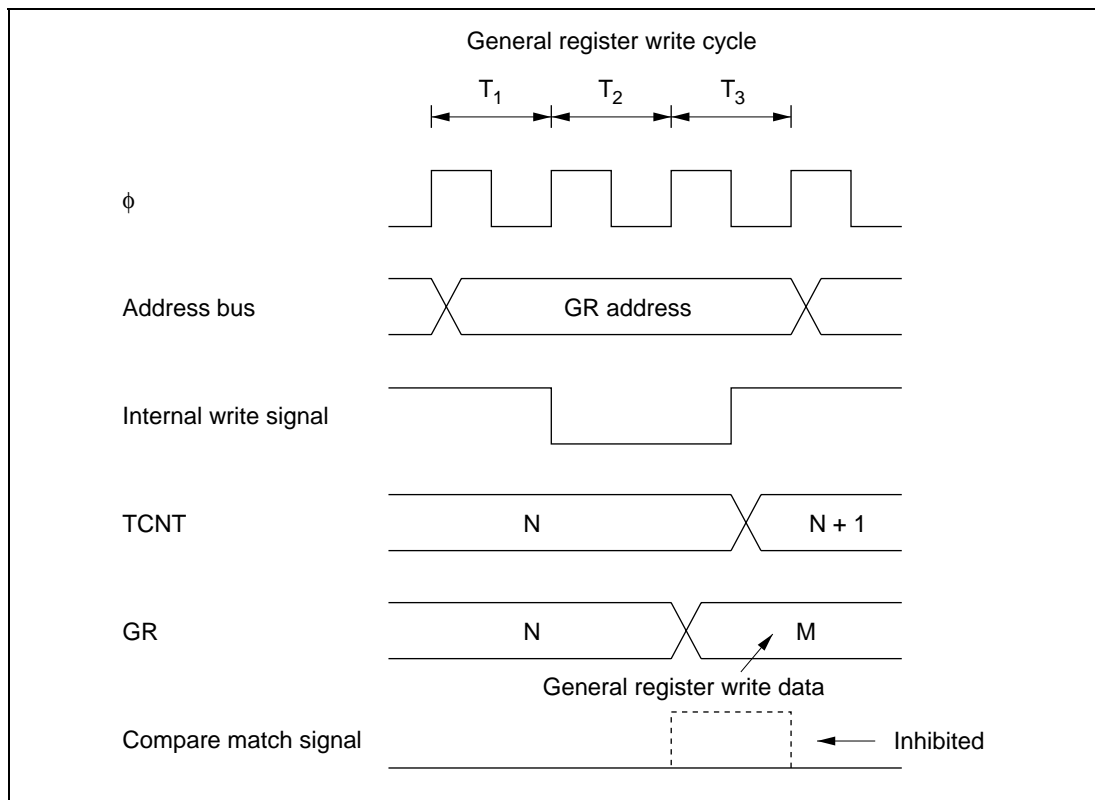 General register write cycle
T1 T2 T3
φ
Address bus GR address
Internal write signal
TCNT N N + 1
GR N M
General register write data
Compare match signal Inhibited